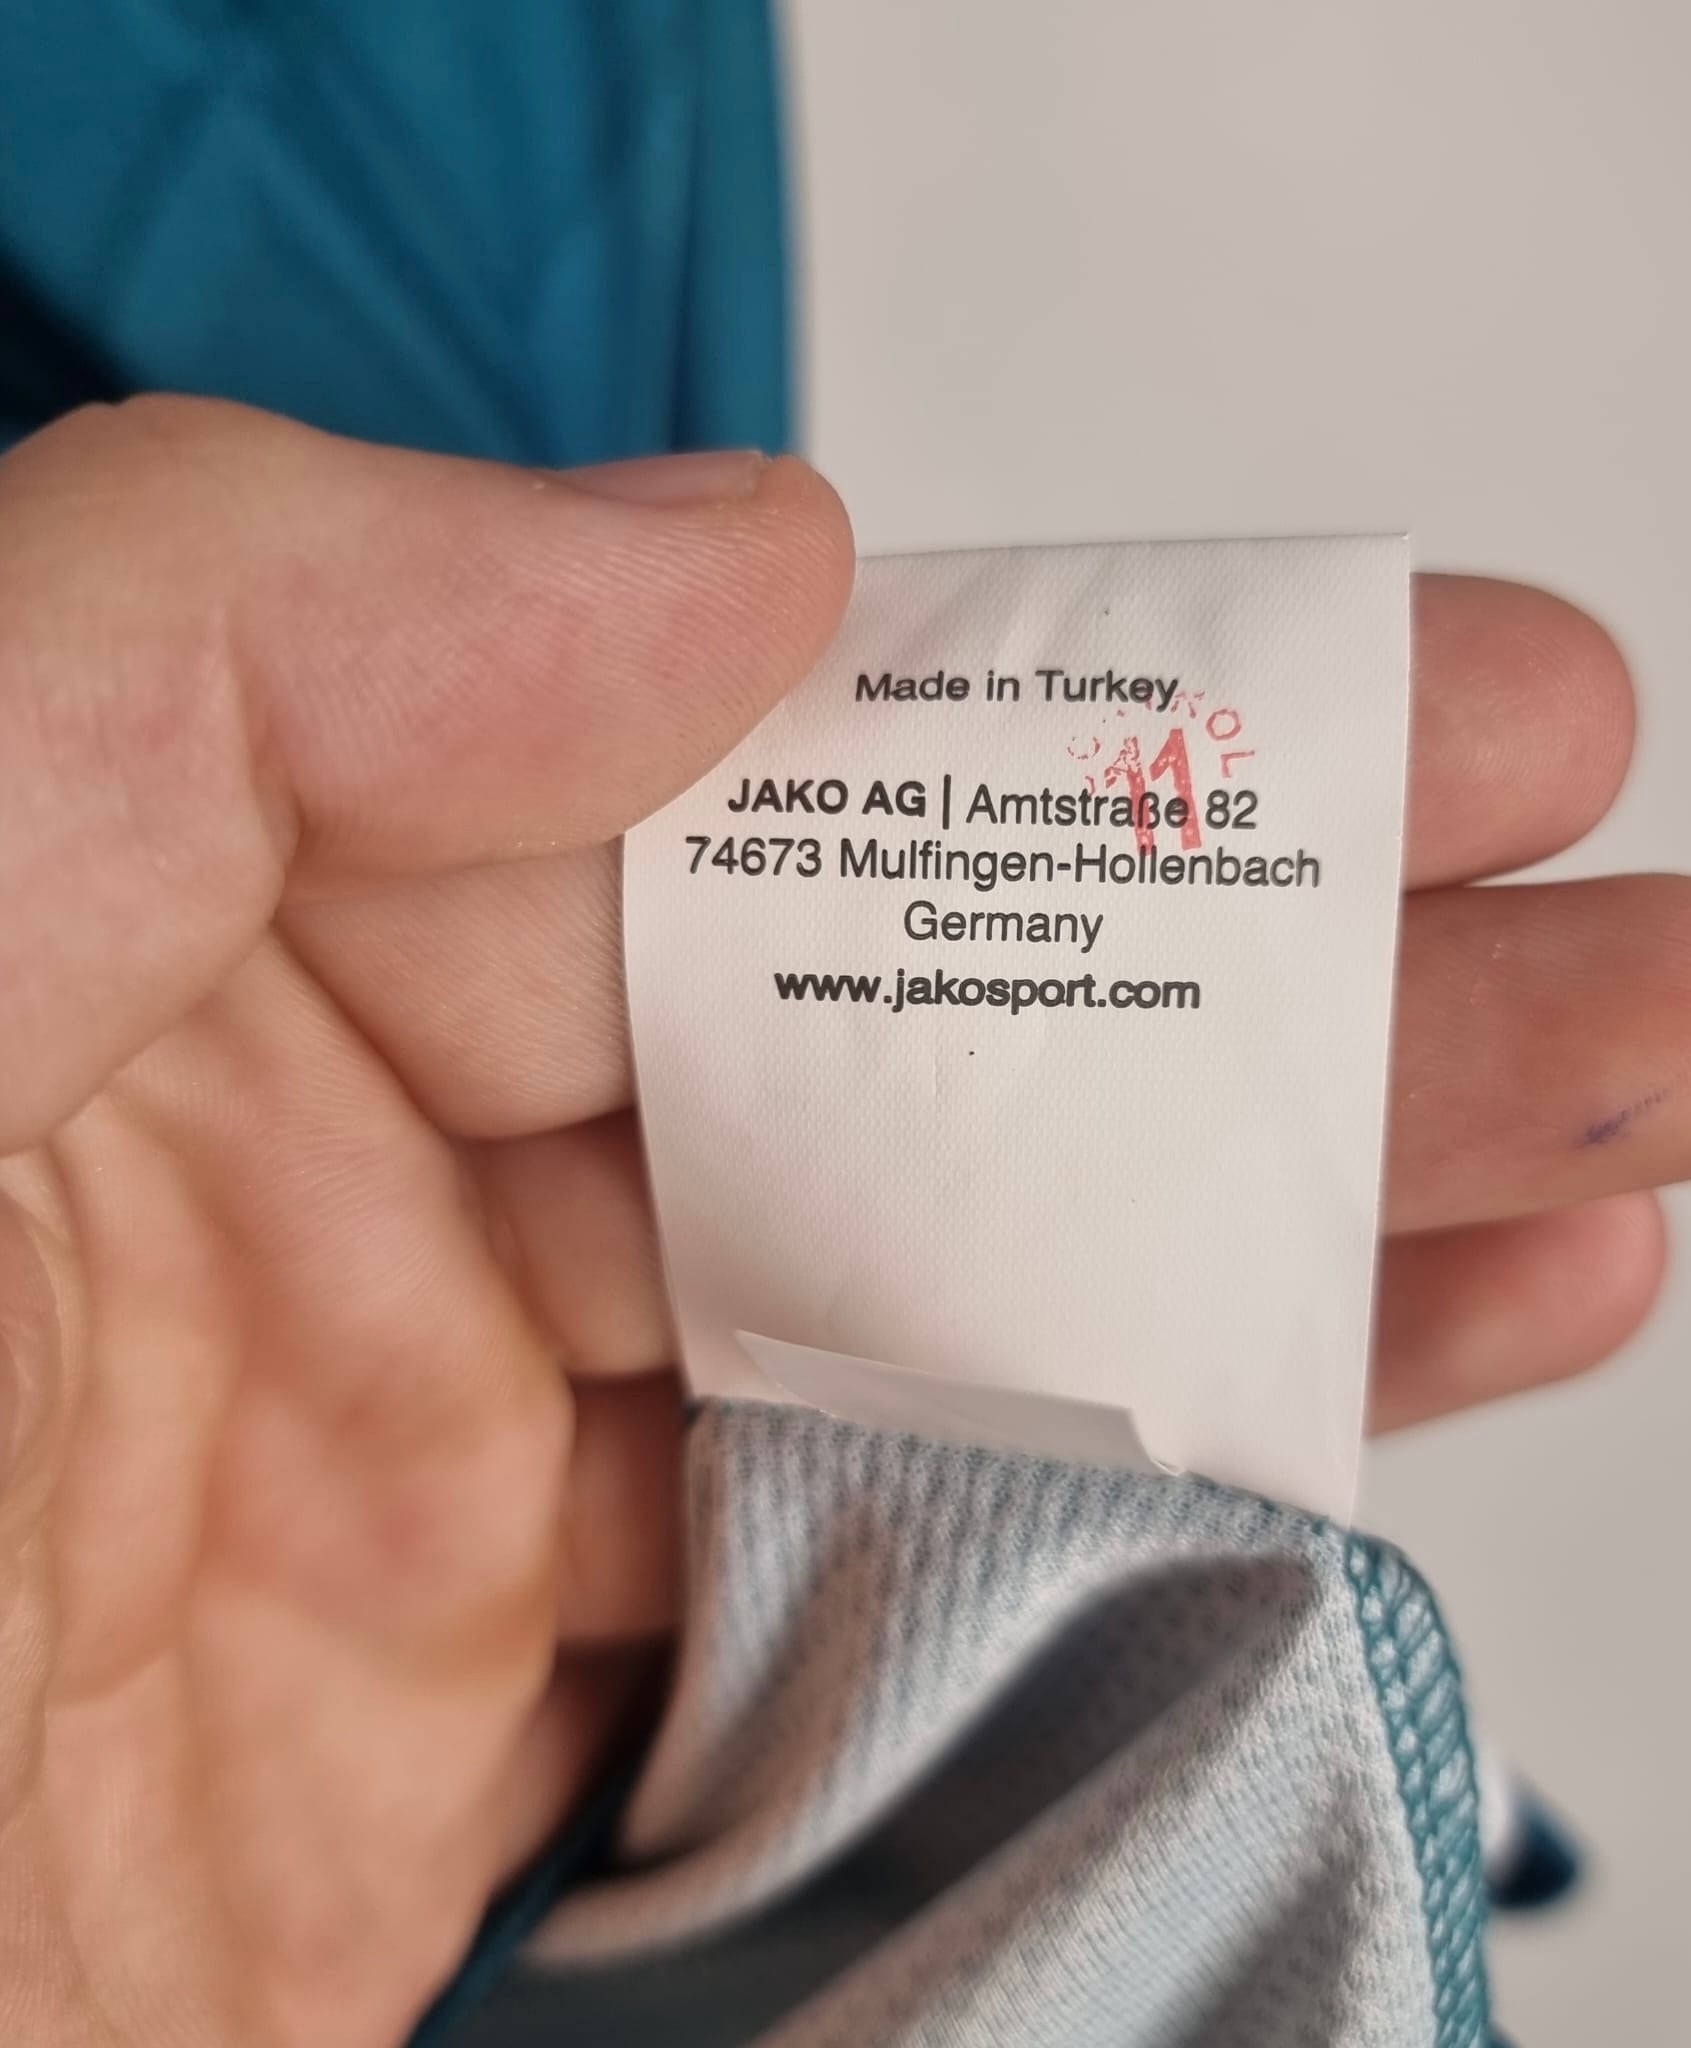 Made in Turkey
11
JAKO AG | Amtstraße 82
74673 Mulfingen-Hollenbach
Germany
www.jakosport.com